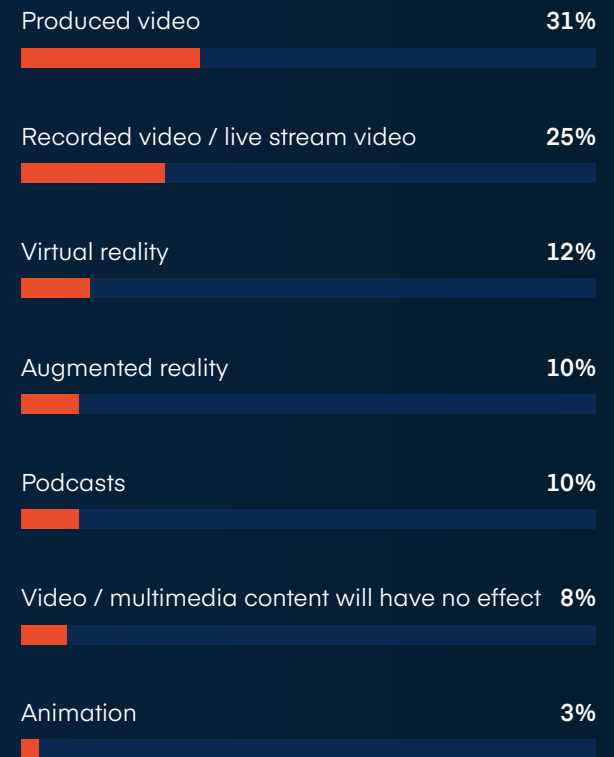 Produced video 31%
Recorded video / live stream video 25%
Virtual reality 12%
Augmented reality 10%
Podcasts 10%
Video / multimedia content will have no effect 8%
Animation 3%